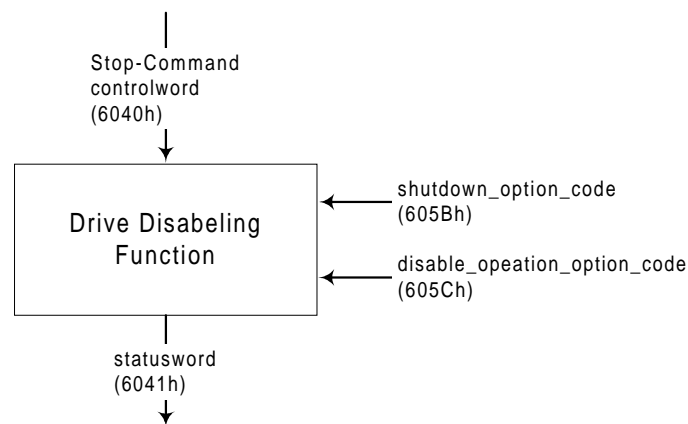 Stop-Command
controlword
(6040h)
shutdown_option_code
(605Bh)
Drive Disabeling
Function
disable_opeation_option_code
(605Ch)
statusword
(6041h)